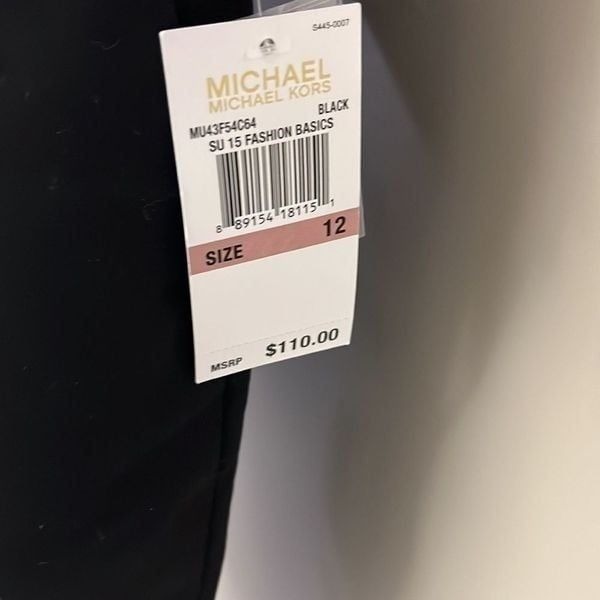 S445-0007
MICHAEL
MICHAEL KORS
BLACK
MU43F54C64
SU 15 FASHION BASICS
8 89154 18115 1
SIZE 12
MSRP $110.00